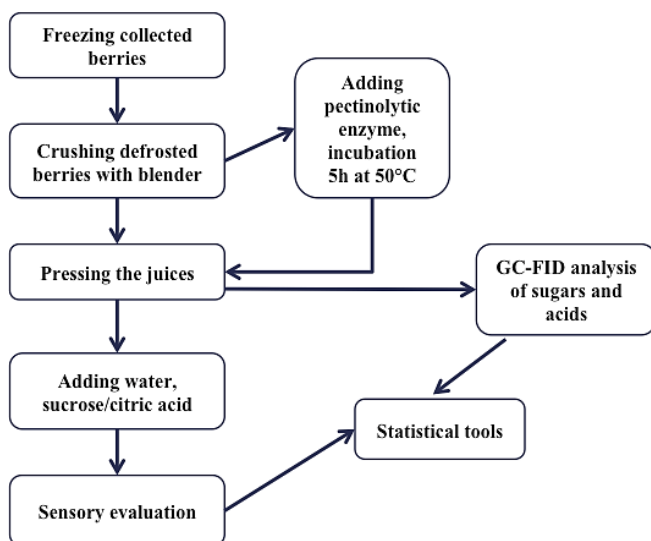 Freezing collected
berries
Adding
pectinolytic
enzyme,
incubation
5h at 50°C
Crushing defrosted
berries with blender
Pressing the juices
GC-FID analysis
of sugars and
acids
Adding water,
sucrose/citric acid
Statistical tools
Sensory evaluation